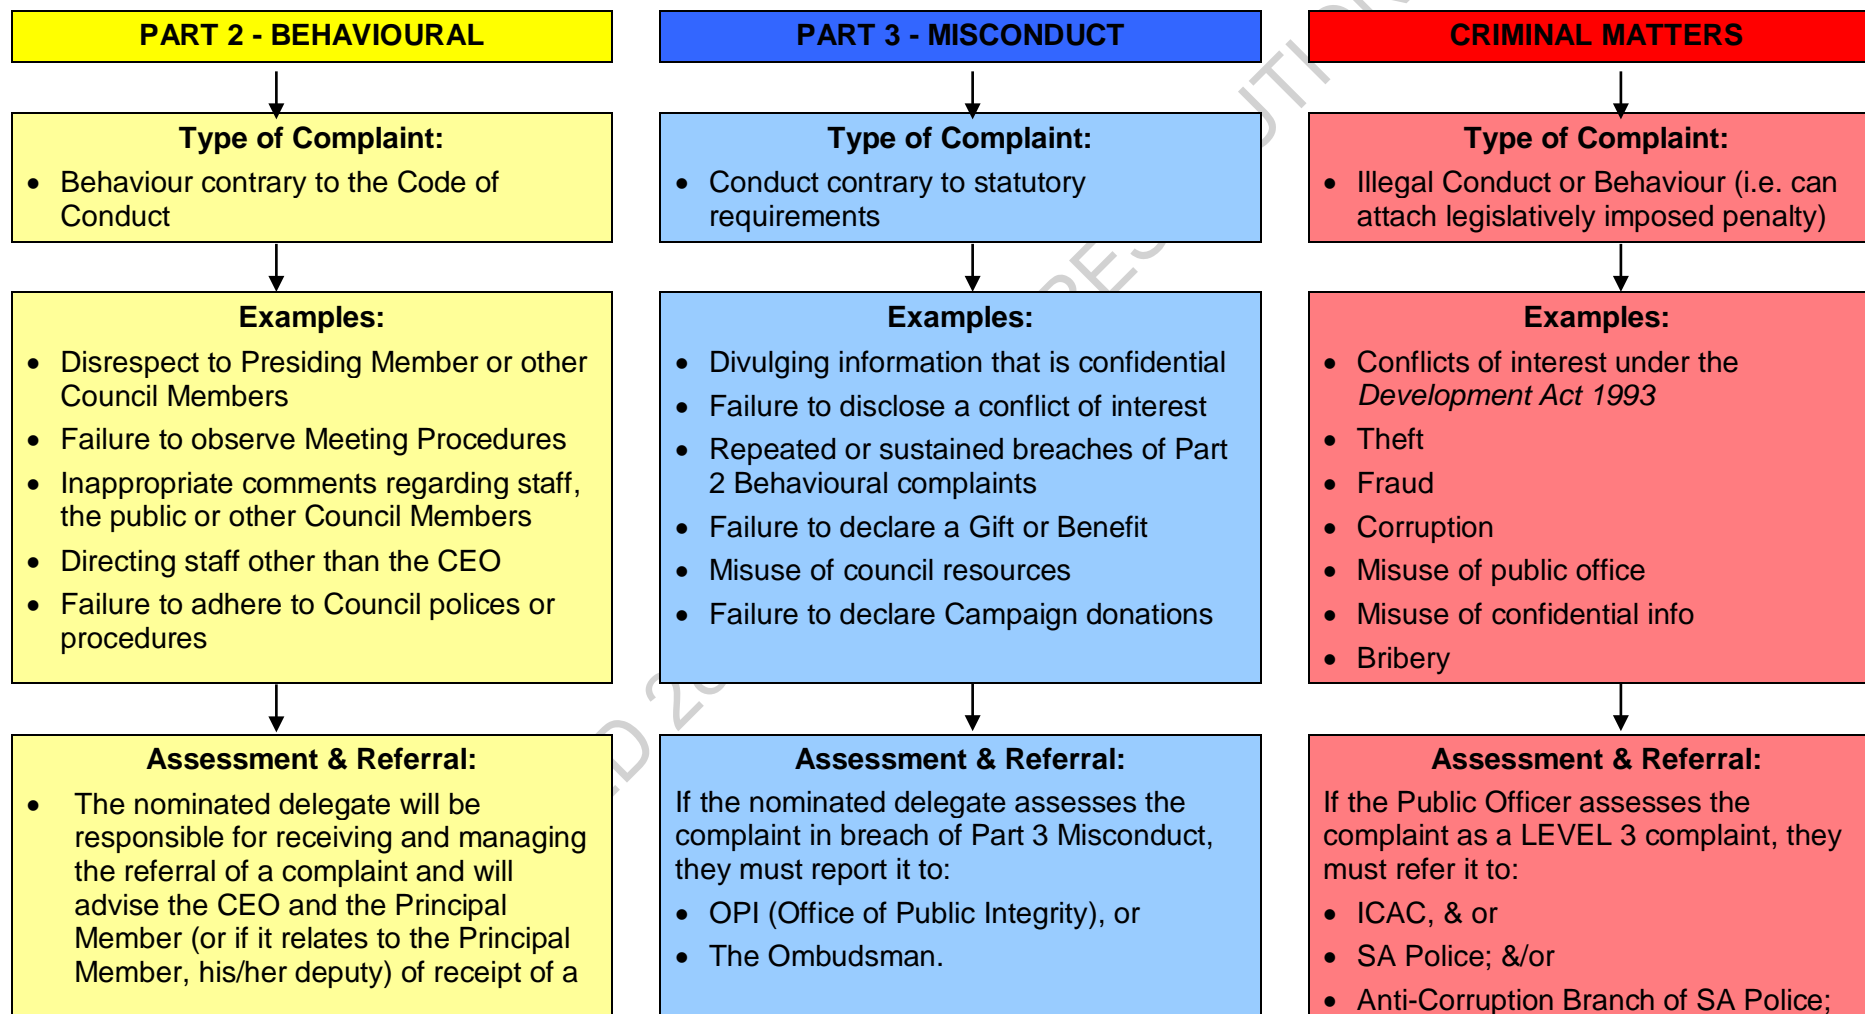 PART 2 - BEHAVIOURAL
Type of Complaint:
• Behaviour contrary to the Code of
Conduct
Examples:
• Disrespect to Presiding Member or other
Council Members
• Failure to observe Meeting Procedures
• Inappropriate comments regarding staff,
the public or other Council Members
• Directing staff other than the CEO
• Failure to adhere to Council polices or
procedures
Assessment & Referral:
• The nominated delegate will be
responsible for receiving and managing
the referral of a complaint and will
advise the CEO and the Principal
Member (or if it relates to the Principal
Member, his/her deputy) of receipt of a
PART 3 - MISCONDUCT
Type of Complaint:
• Conduct contrary to statutory
requirements
Examples:
• Divulging information that is confidential
• Failure to disclose a conflict of interest
• Repeated or sustained breaches of Part
2 Behavioural complaints
• Failure to declare a Gift or Benefit
• Misuse of council resources
• Failure to declare Campaign donations
Assessment & Referral:
If the nominated delegate assesses the
complaint in breach of Part 3 Misconduct,
they must report it to:
• OPI (Office of Public Integrity), or
• The Ombudsman.
CRIMINAL MATTERS
Type of Complaint:
• Illegal Conduct or Behaviour (i.e. can
attach legislatively imposed penalty)
Examples:
• Conflicts of interest under the
Development Act 1993
• Theft
• Fraud
• Corruption
• Misuse of public office
• Misuse of confidential info
• Bribery
Assessment & Referral:
If the Public Officer assesses the
complaint as a LEVEL 3 complaint, they
must refer it to:
• ICAC, & or
• SA Police; &/or
• Anti-Corruption Branch of SA Police;